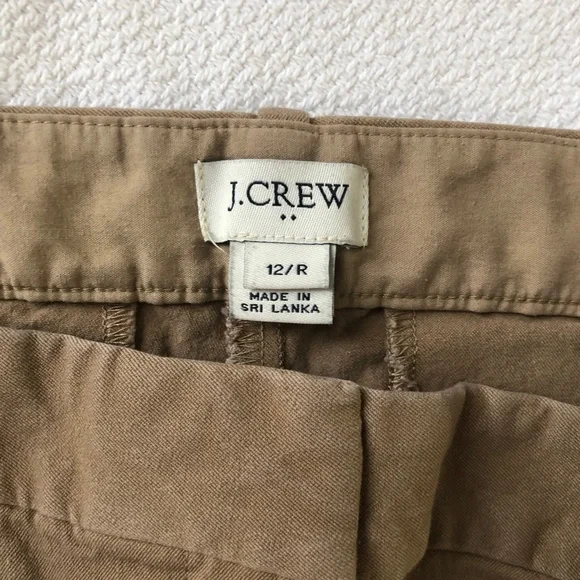 J.CREW
12/R
MADE IN
SRI LANKA